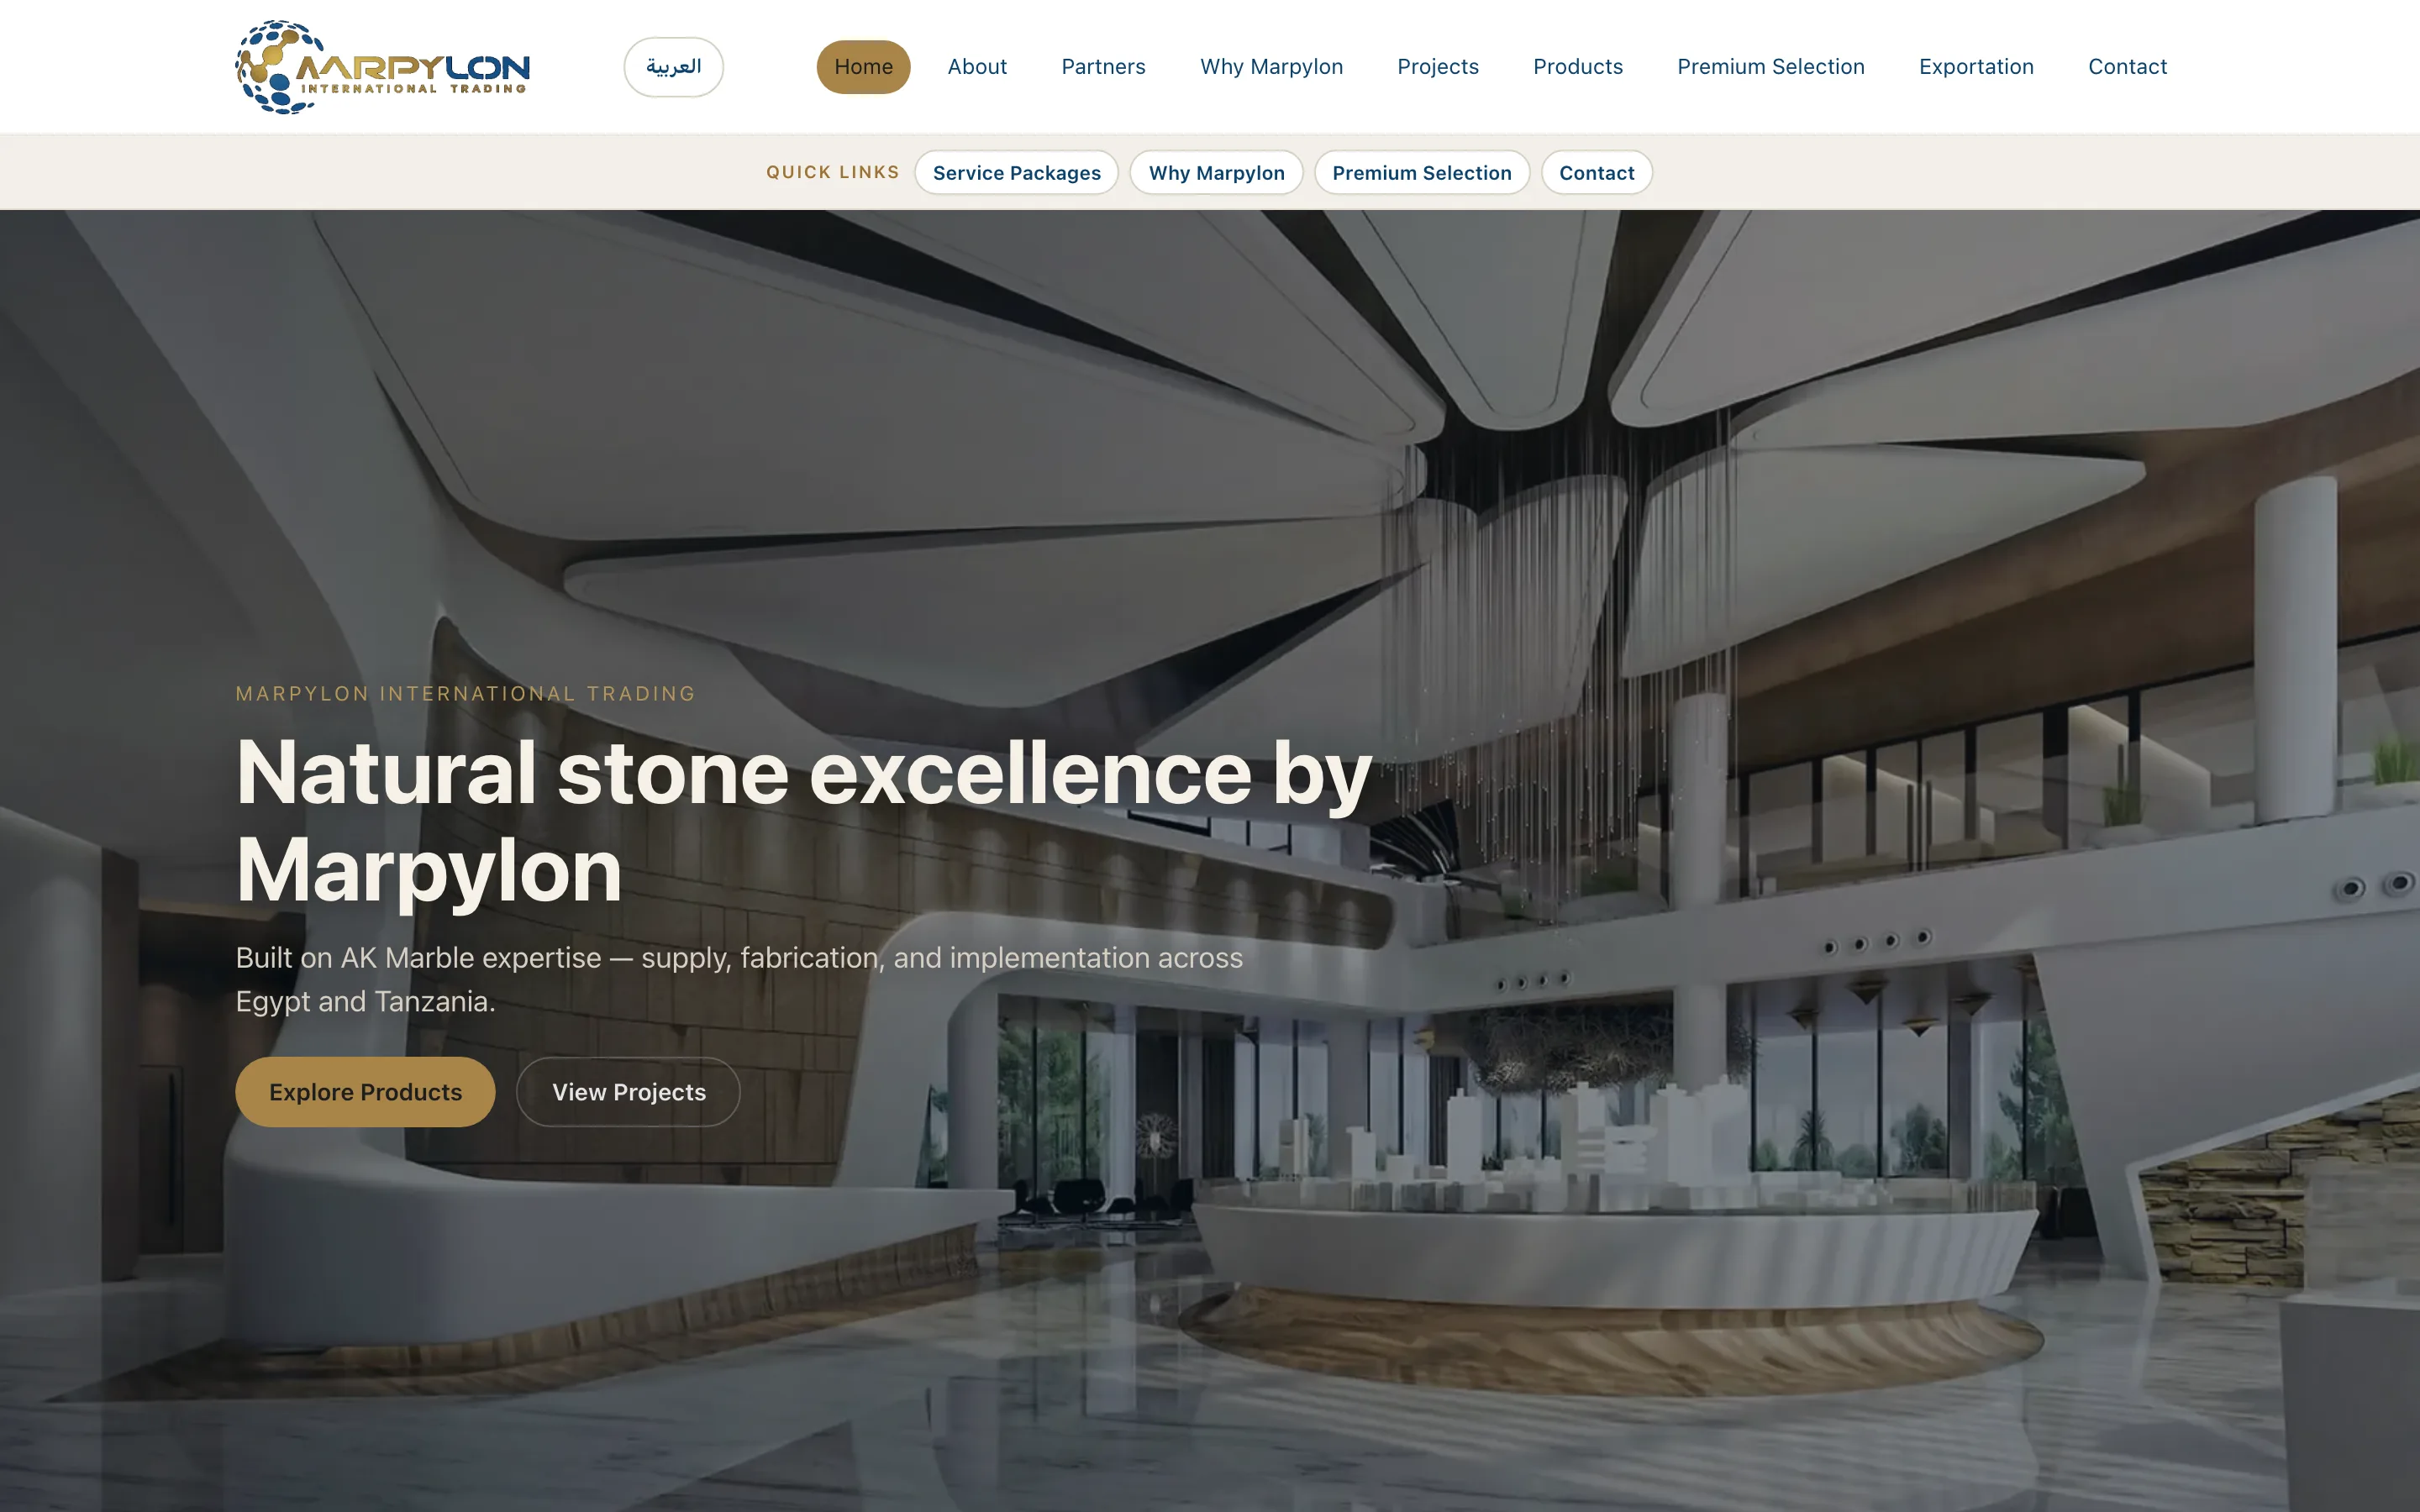 MARPYLON
INTERNATIONAL TRADING
العربية
Home
About
Partners
Why Marpylon
Projects
Products
Premium Selection
Exportation
Contact
QUICK LINKS
Service Packages
Why Marpylon
Premium Selection
Contact
MARPYLON INTERNATIONAL TRADING
Natural stone excellence by
Marpylon
Built on AK Marble expertise — supply, fabrication, and implementation across
Egypt and Tanzania.
Explore Products
View Projects